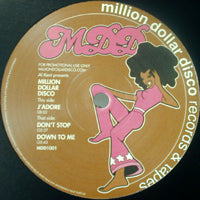 million dollar disco records & tapes
MDD
FOR PROMOTIONAL USE ONLY
MILLIONDOLLARDISCO.COM
Al Kent presents
MILLION
DOLLAR
DISCO
This side:
J'ADORE
That side:
DON'T STOP
DOWN TO ME